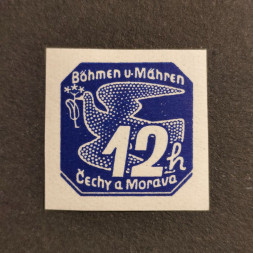 Böhmen u. Mähren
12h
Čechy a Morava